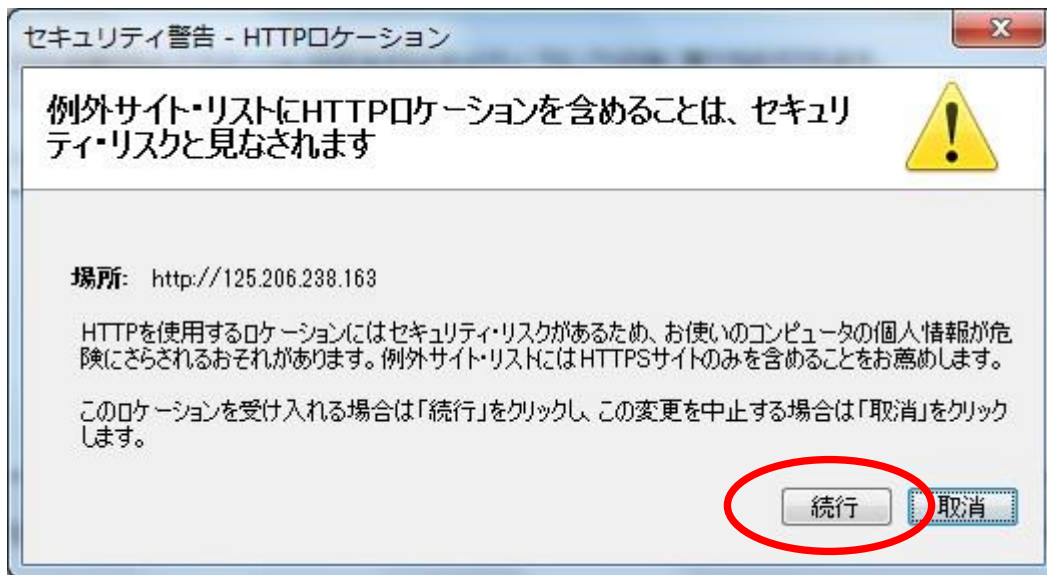 セキュリティ警告 - HTTPロケーション
例外サイト・リストにHTTPロケーションを含めることは、セキュリ
ティ・リスクと見なされます
場所: http://125.206.238.163
HTTPを使用するロケーションにはセキュリティ・リスクがあるため、お使いのコンピュータの個人情報が危
険にさらされるおそれがあります。例外サイト・リストにはHTTPSサイトのみを含めることをお薦めします。
このロケーションを受け入れる場合は「続行」をクリックし、この変更を中止する場合は「取消」をクリック
します。
続行 取消